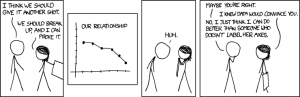 I THINK WE SHOULD
GIVE IT ANOTHER SHOT.
WE SHOULD BREAK
UP, AND I CAN
PROVE IT.
OUR RELATIONSHIP
HUH.
MAYBE YOU'RE RIGHT.
I KNEW DATA WOULD CONVINCE YOU.
NO, I JUST THINK I CAN DO
BETTER THAN SOMEONE WHO
DOESN'T LABEL HER AXES.